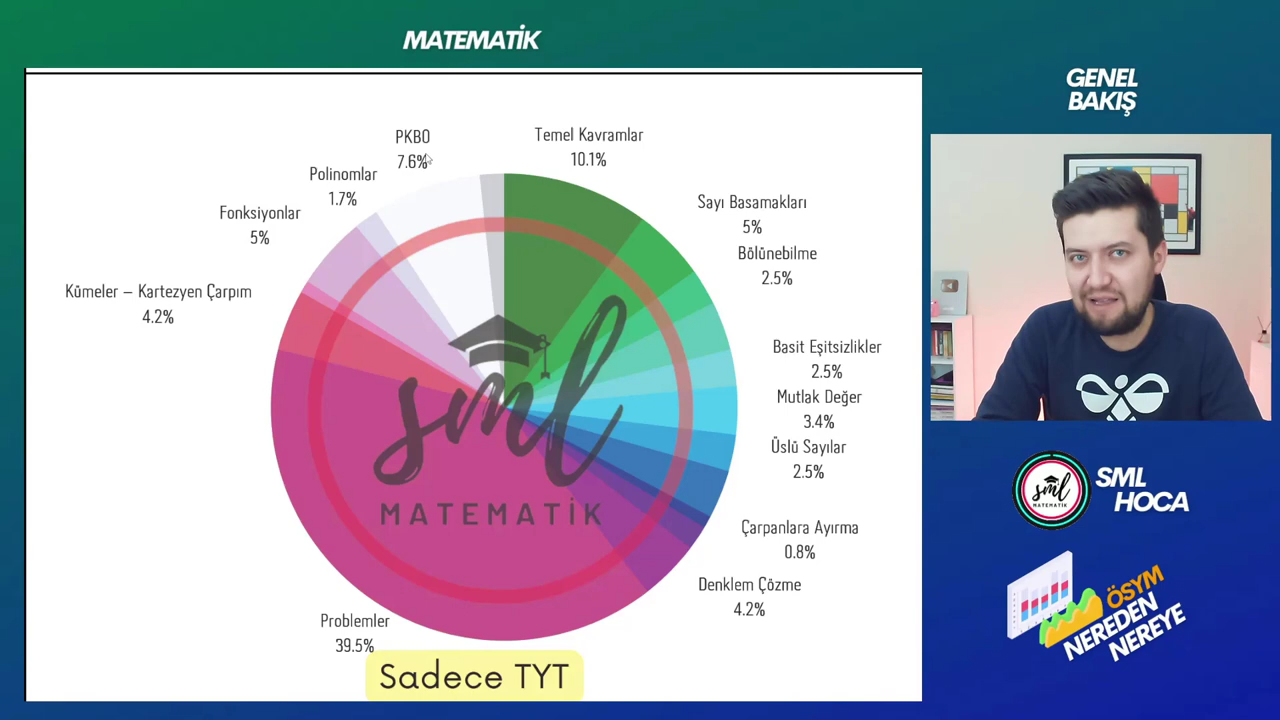 MATEMATİK
GENEL
BAKIŞ
PKBO
7.6%
Temel Kavramlar
10.1%
Polinomlar
1.7%
Sayı Basamakları
5%
Fonksiyonlar
5%
Bölünebilme
2.5%
Kümeler – Kartezyen Çarpım
4.2%
Basit Eşitsizlikler
2.5%
Mutlak Değer
3.4%
Üslü Sayılar
2.5%
Çarpanlara Ayırma
0.8%
Denklem Çözme
4.2%
Problemler
39.5%
sml
MATEMATİK
Sadece TYT
sml
MATEMATİK
SML
HOCA
ÖSYM
NEREDEN
NEREYE